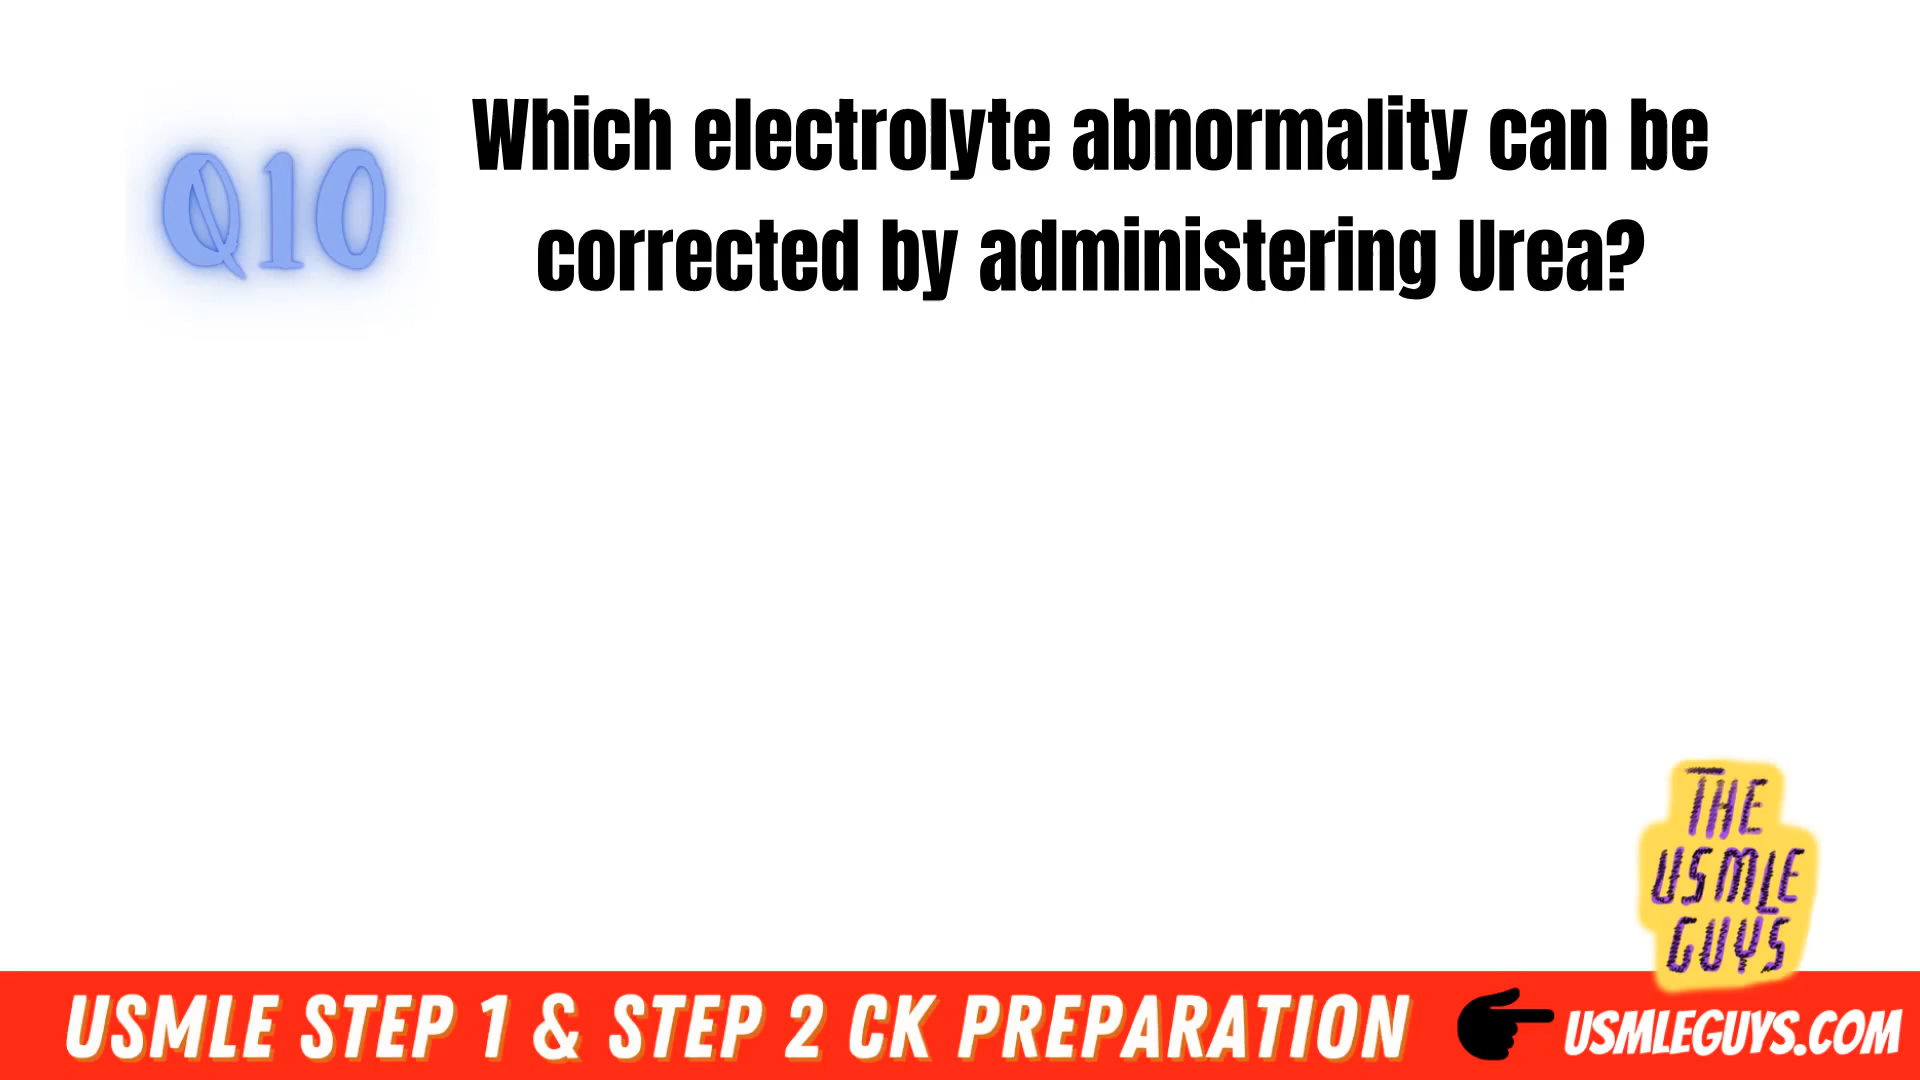 Q10
Which electrolyte abnormality can be
corrected by administering Urea?
THE
USMLE
GUYS
USMLE STEP 1 & STEP 2 CK PREPARATION
USMLEGUYS.COM